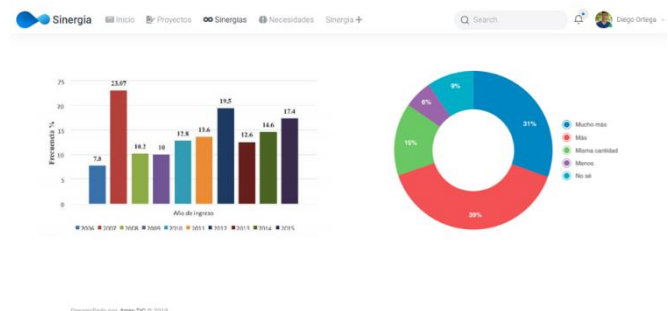 Sinergia Inicio Proyectos Sinergias Necesidades Sinergia + Search Diego Ortega
25
20
15
10
5
0
Frecuencia %
7.8 23.07 10.2 10 12.8 13.6 19.5 12.6 14.6 17.4
Año de ingreso
2006 2007 2008 2009 2010 2011 2012 2013 2014 2015
31%
39%
15%
6%
9%
Mucho más
Más
Misma cantidad
Menos
No sé